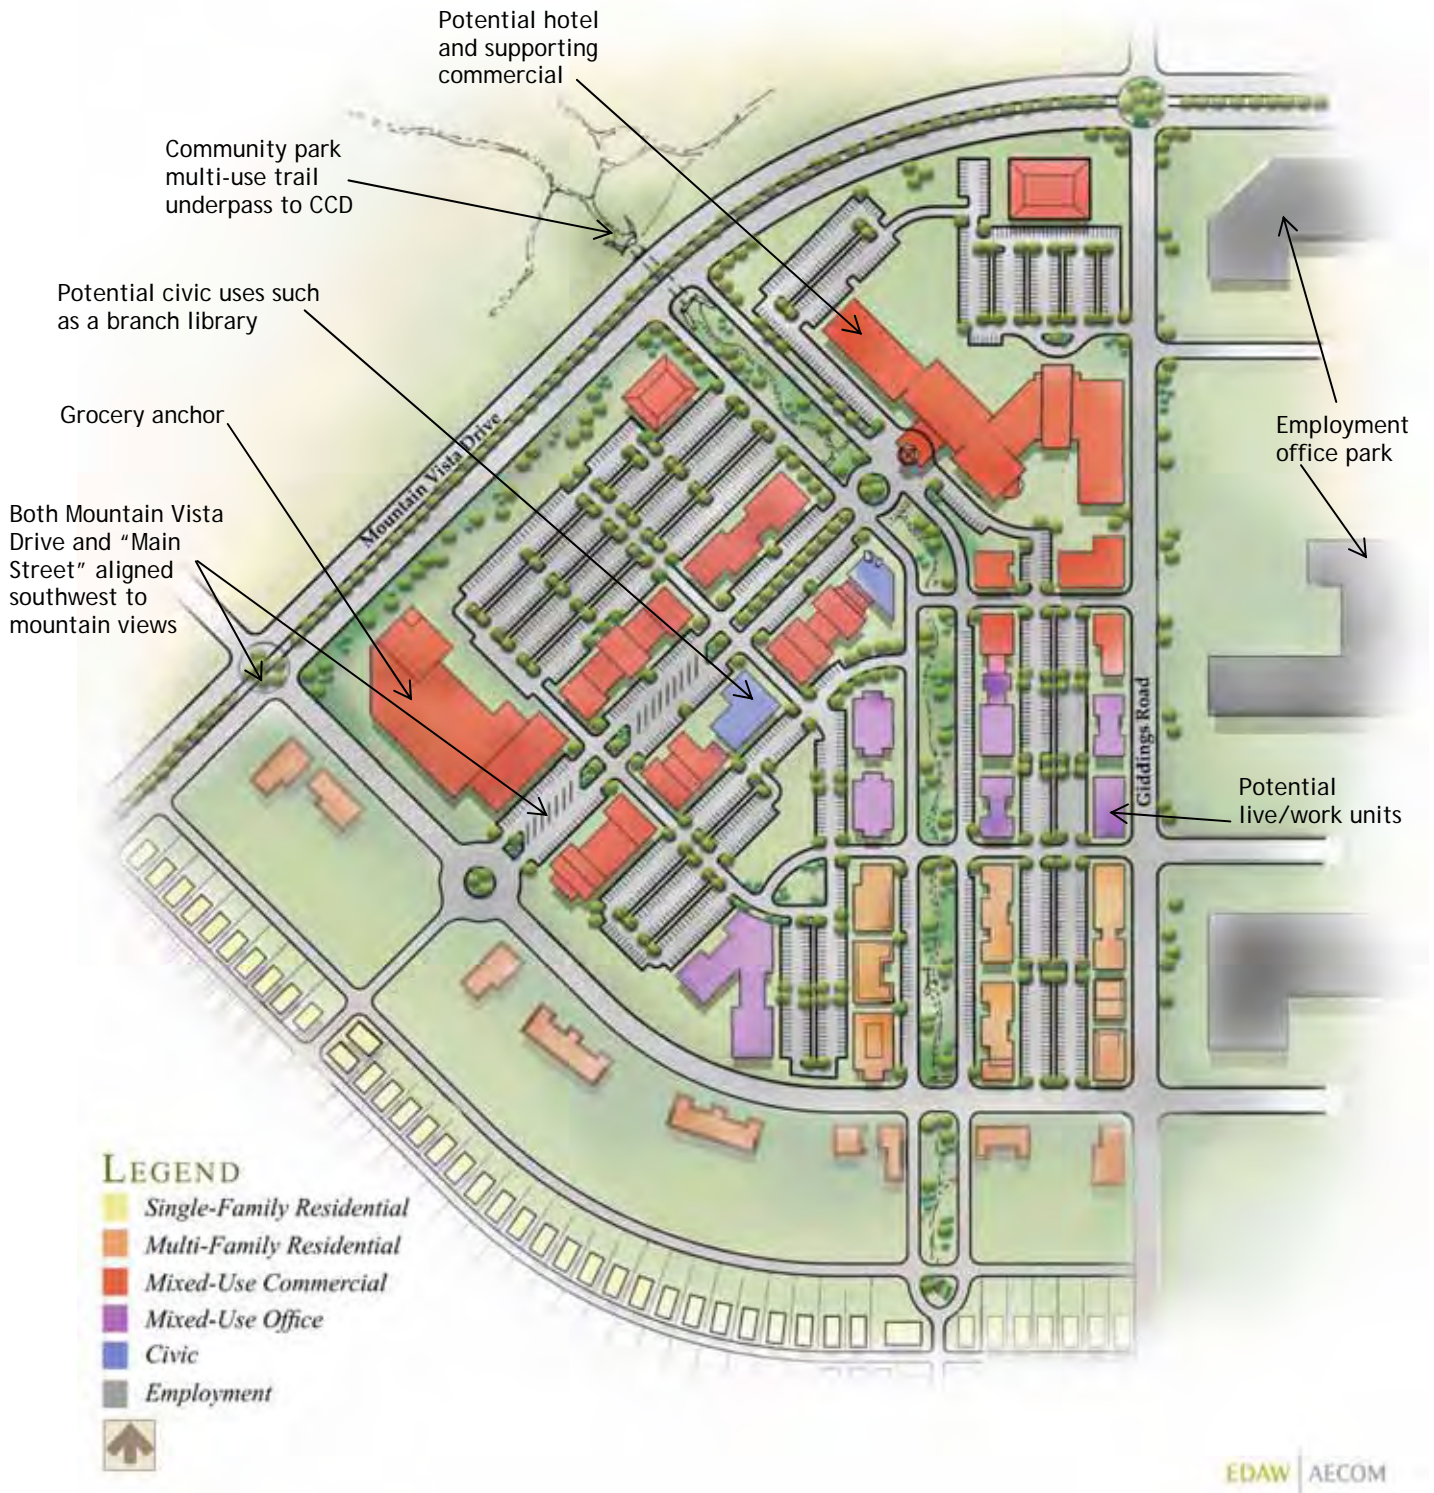 Potential hotel
and supporting
commercial
Community park
multi-use trail
underpass to CCD
Potential civic uses such
as a branch library
Grocery anchor
Mountain Vista Drive
Both Mountain Vista
Drive and “Main
Street” aligned
southwest to
mountain views
Employment
office park
Giddings Road
Potential
live/work units
LEGEND
Single-Family Residential
Multi-Family Residential
Mixed-Use Commercial
Mixed-Use Office
Civic
Employment
EDAW | AECOM